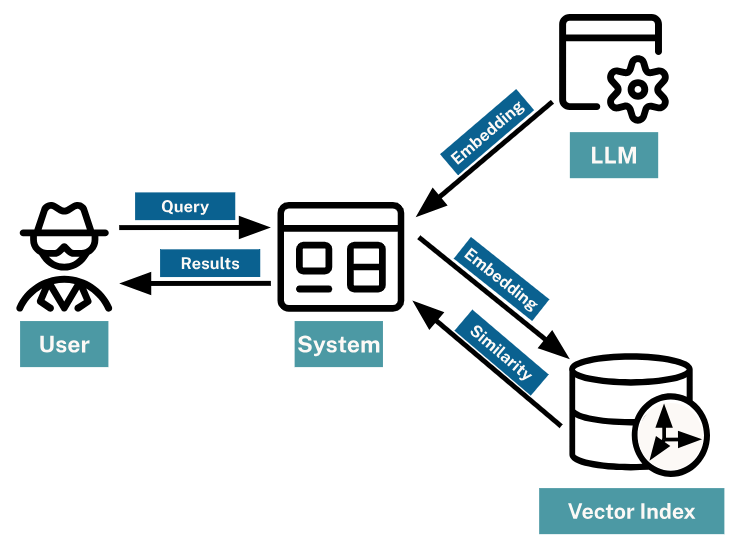 LLM
Embedding
Query
Results
User
System
Embedding
Similarity
Vector Index